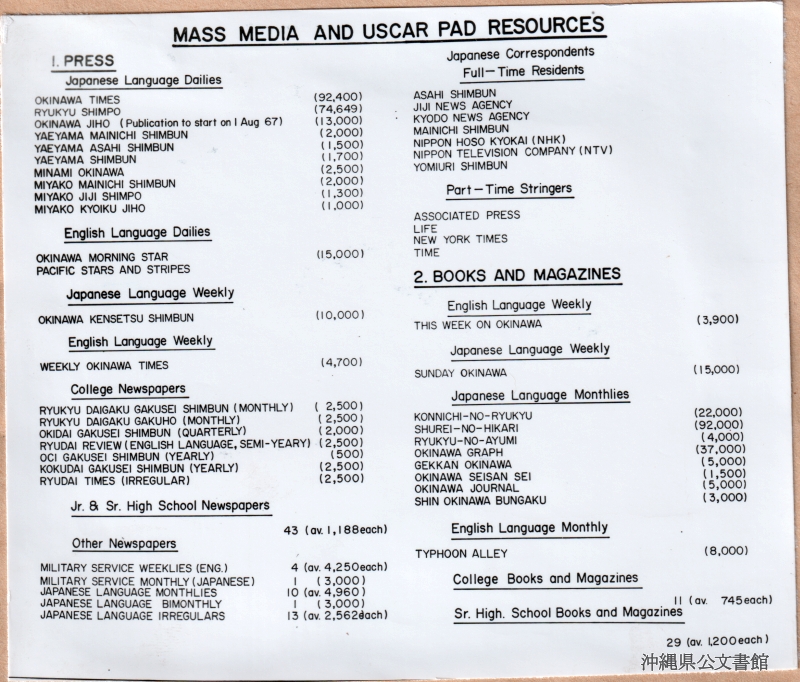 MASS MEDIA AND USCAR PAD RESOURCES
1. PRESS
Japanese Language Dailies
OKINAWA TIMES (92,400)
RYUKYU SHIMPO (74,649)
OKINAWA JIHO (Publication to start on 1 Aug 67) (13,000)
YAEYAMA MAINICHI SHIMBUN (2,000)
YAEYAMA ASAHI SHIMBUN (1,500)
YAEYAMA SHIMBUN (1,700)
MINAMI OKINAWA (2,500)
MIYAKO MAINICHI SHIMBUN (2,000)
MIYAKO JIJI SHIMPO (1,300)
MIYAKO KYOIKU JIHO (1,000)
English Language Dailies
OKINAWA MORNING STAR (15,000)
PACIFIC STARS AND STRIPES
Japanese Language Weekly
OKINAWA KENSETSU SHIMBUN (10,000)
English Language Weekly
WEEKLY OKINAWA TIMES (4,700)
College Newspapers
RYUKYU DAIGAKU GAKUSEI SHIMBUN (MONTHLY) ( 2,500)
RYUKYU DAIGAKU GAKUHO (MONTHLY) ( 2,500)
OKIDAI GAKUSEI SHIMBUN (QUARTERLY) ( 2,000)
RYUDAI REVIEW (ENGLISH LANGUAGE, SEMI-YEARY) (2,500)
OCI GAKUSEI SHIMBUN (YEARLY) (500)
KOKUDAI GAKUSEI SHIMBUN (YEARLY) (2,500)
RYUDAI TIMES (IRREGULAR) (2,500)
Jr. & Sr. High School Newspapers
43 (av. 1,188 each)
Other Newspapers
MILITARY SERVICE WEEKLIES (ENG.) 4 (av. 4,250 each)
MILITARY SERVICE MONTHLY (JAPANESE) 1 (3,000)
JAPANESE LANGUAGE MONTHLIES 10 (av. 4,960)
JAPANESE LANGUAGE BIMONTHLY 1 (3,000)
JAPANESE LANGUAGE IRREGULARS 13 (av. 2,562 each)
Japanese Correspondents
Full-Time Residents
ASAHI SHIMBUN
JIJI NEWS AGENCY
KYODO NEWS AGENCY
MAINICHI SHIMBUN
NIPPON HOSO KYOKAI (NHK)
NIPPON TELEVISION COMPANY (NTV)
YOMIURI SHIMBUN
Part-Time Stringers
ASSOCIATED PRESS
LIFE
NEW YORK TIMES
TIME
2. BOOKS AND MAGAZINES
English Language Weekly
THIS WEEK ON OKINAWA (3,900)
Japanese Language Weekly
SUNDAY OKINAWA (15,000)
Japanese Language Monthlies
KONNICHI-NO-RYUKYU (22,000)
SHUREI-NO-HIKARI (92,000)
RYUKYU-NO-AYUMI (4,000)
OKINAWA GRAPH (37,000)
GEKKAN OKINAWA (5,000)
OKINAWA SEISAN SEI (1,500)
OKINAWA JOURNAL (5,000)
SHIN OKINAWA BUNGAKU (3,000)
English Language Monthly
TYPHOON ALLEY (8,000)
College Books and Magazines
11 (av. 745 each)
Sr. High. School Books and Magazines
29 (av. 1,200 each)
沖縄県公文書館